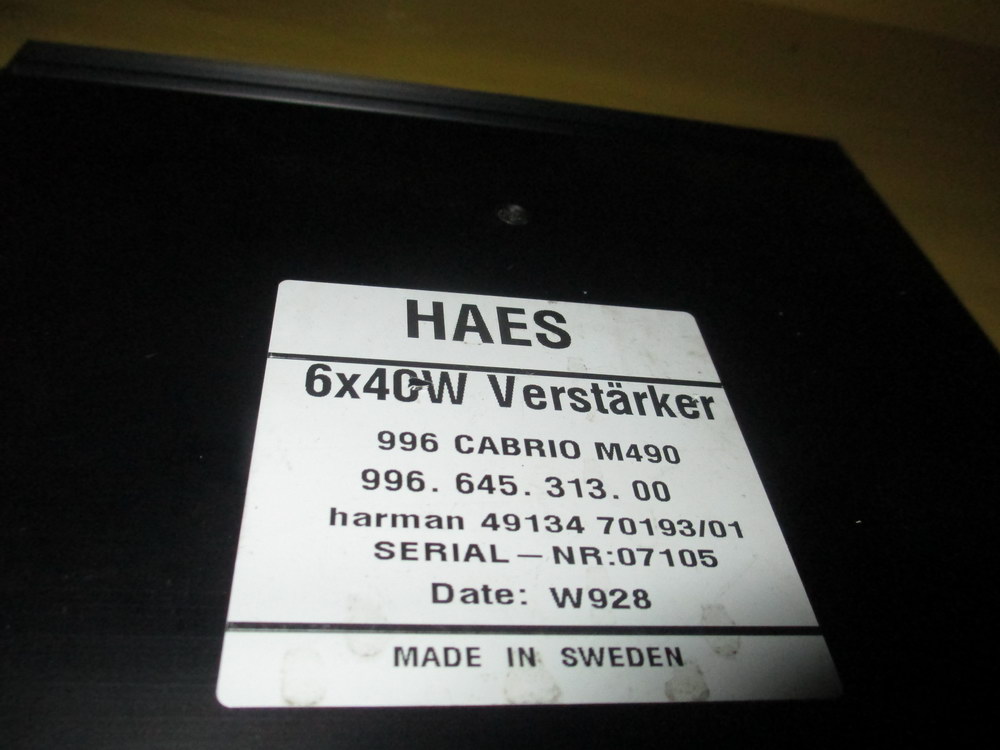 HAES
6x40W Verstärker
996 CABRIO M490
996. 645. 313. 00
harman 49134 70193/01
SERIAL — NR:07105
Date: W928
MADE IN SWEDEN